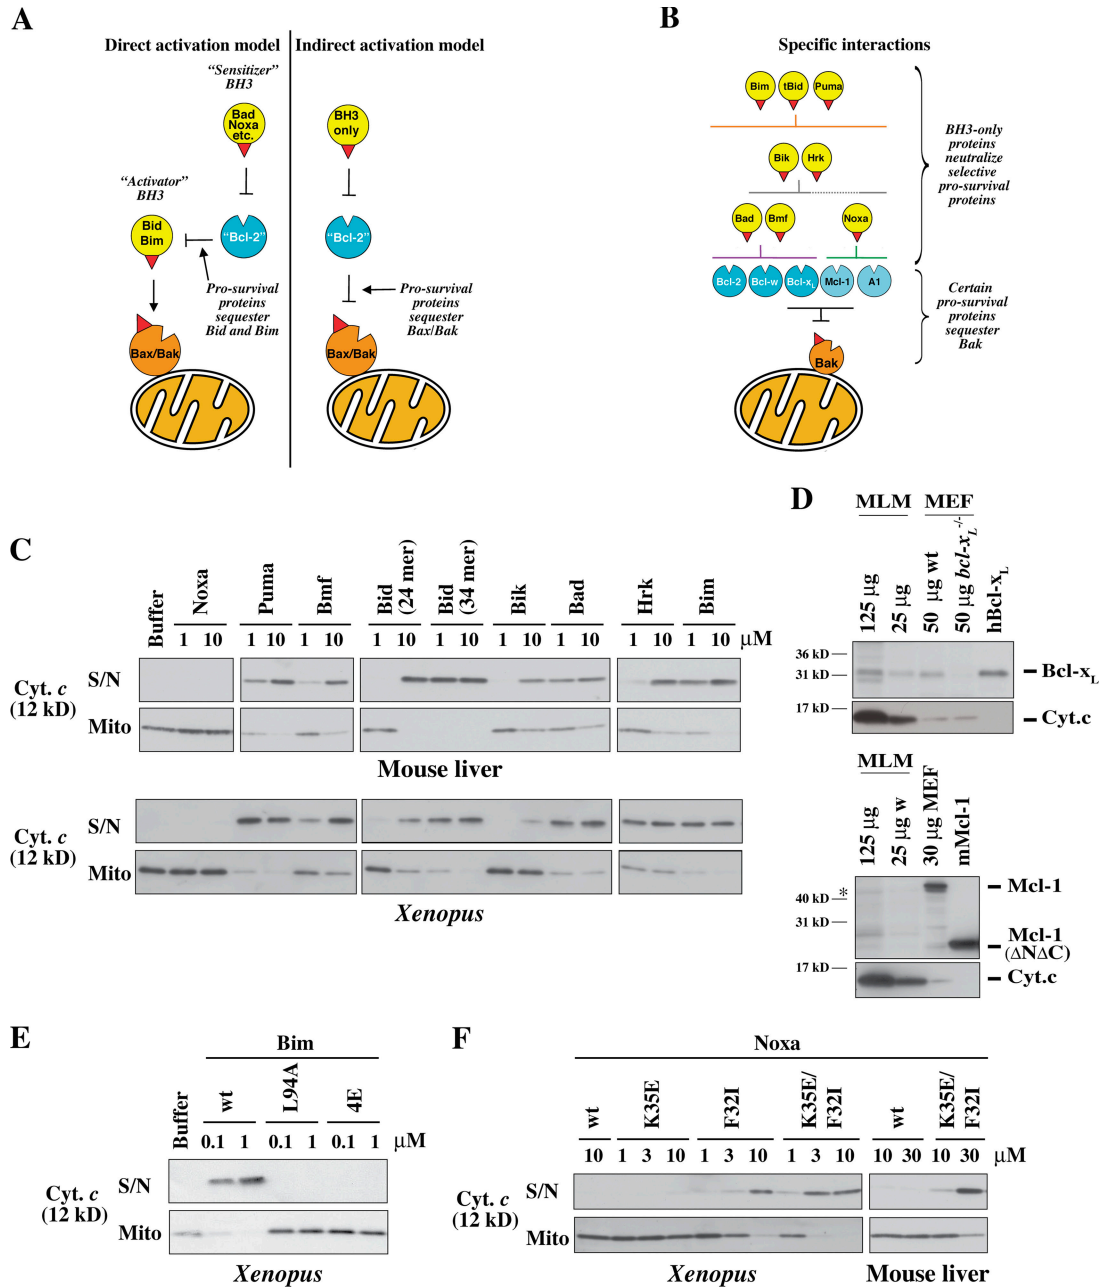 A
Direct activation model
Indirect activation model
"Sensitizer"
BH3
Bad
Noxa
etc.
BH3
only
"Activator"
BH3
Bid
Bim
"Bcl-2"
"Bcl-2"
Pro-survival
proteins
sequester
Bid and Bim
Pro-survival
proteins
sequester
Bax/Bak
Bax/Bak
Bax/Bak
B
Specific interactions
Bim
tBid
Puma
Bik
Hrk
Bad
Bmf
Noxa
Bcl-2
Bcl-w
Bcl-xL
Mcl-1
A1
Bak
BH3-only
proteins
neutralize
selective
pro-survival
proteins
Certain
pro-survival
proteins
sequester
Bak
C
Buffer
Noxa
Puma
Bmf
Bid
(24 mer)
Bid
(34 mer)
Bik
Bad
Hrk
Bim
1 10 1 10 1 10 1 10 1 10 1 10 1 10 1 10 1 10 µM
Cyt. c
(12 kD)
S/N
Mito
Mouse liver
Cyt. c
(12 kD)
S/N
Mito
Xenopus
D
MLM
MEF
125 µg
25 µg
50 µg wt
50 µg bcl-xL-/-
hBcl-xL
36 kD
31 kD
17 kD
Bcl-xL
Cyt.c
MLM
125 µg
25 µg w
30 µg MEF
mMcl-1
40 kD
*
31 kD
17 kD
Mcl-1
Mcl-1
(ΔNΔC)
Cyt.c
E
Bim
Buffer
wt
L94A
4E
0.1 1 0.1 1 0.1 1 µM
Cyt. c
(12 kD)
S/N
Mito
Xenopus
F
Noxa
wt
K35E
F32I
K35E/
F32I
wt
K35E/
F32I
10 1 3 10 1 3 10 1 3 10 10 30 10 30 µM
Cyt. c
(12 kD)
S/N
Mito
Xenopus
Mouse liver